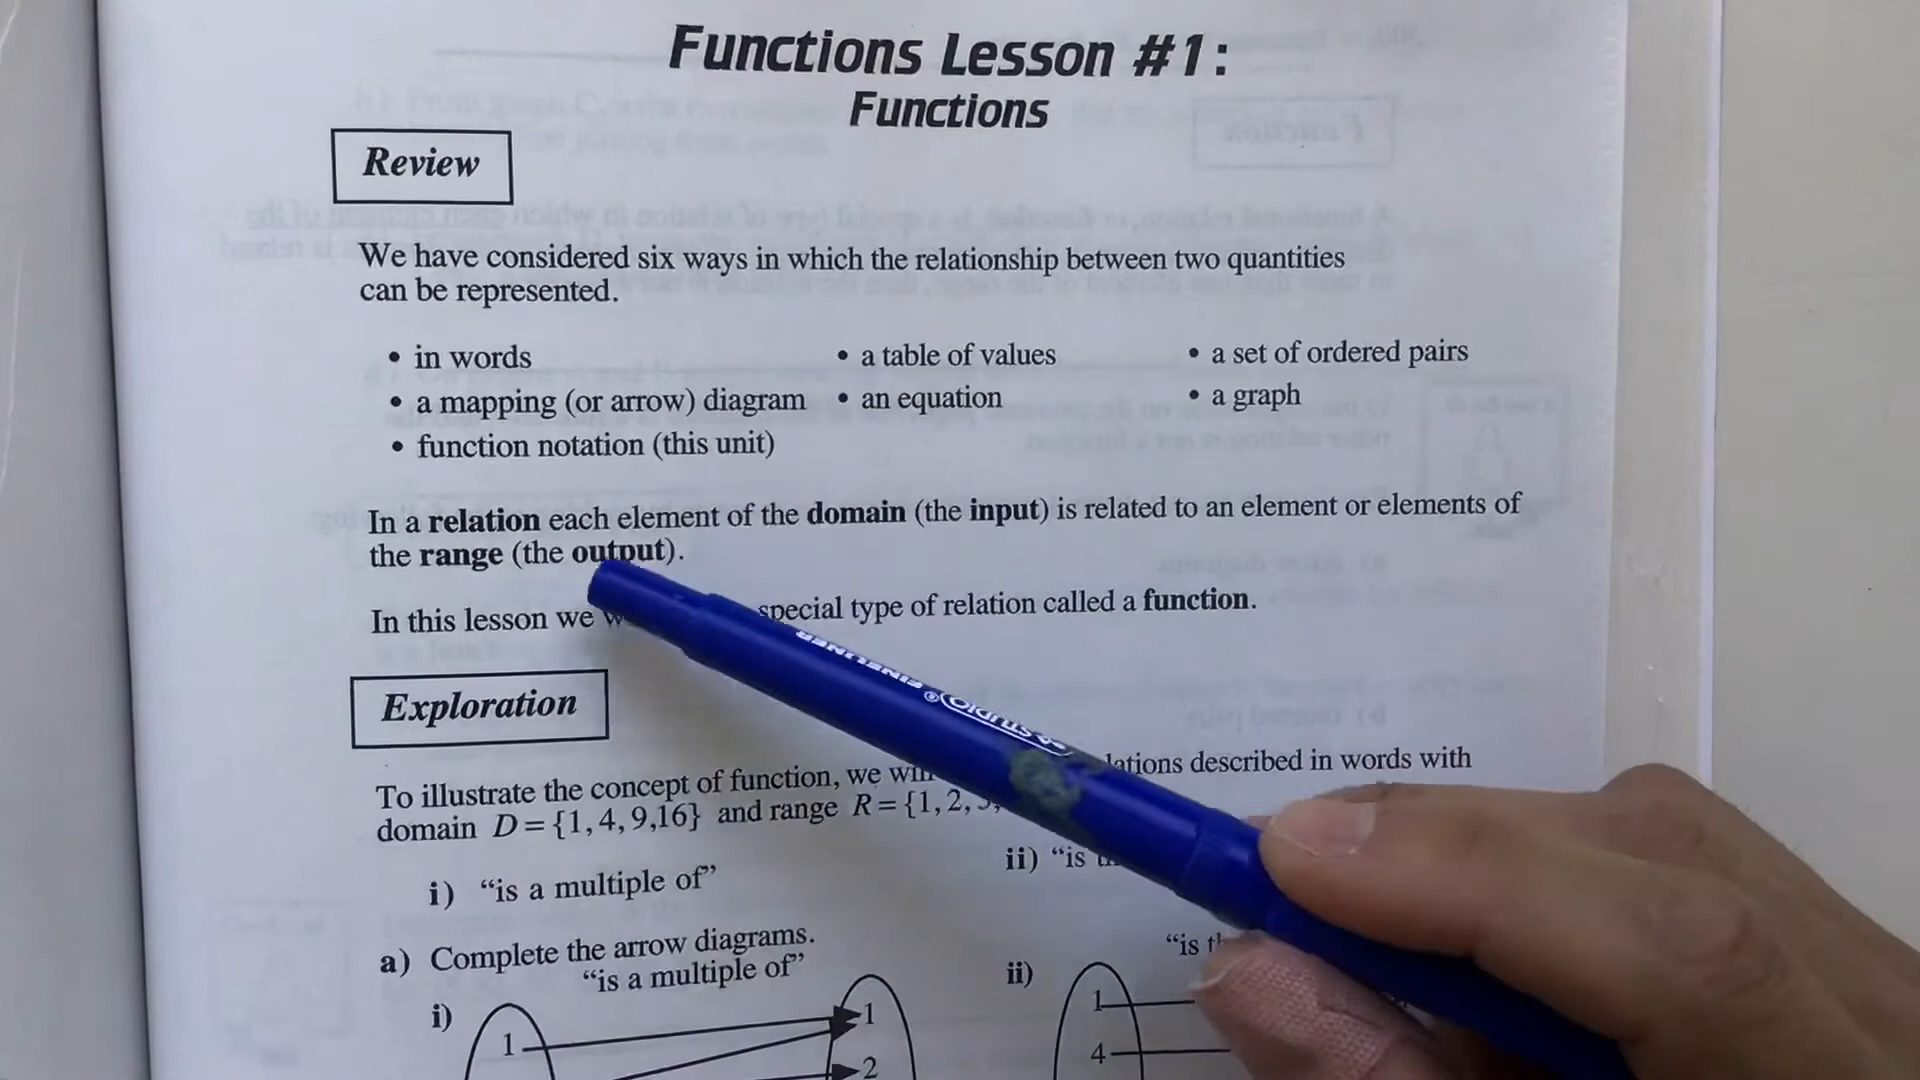 Functions Lesson #1:
Functions
Review
We have considered six ways in which the relationship between two quantities
can be represented.
• in words • a table of values • a set of ordered pairs
• a mapping (or arrow) diagram • an equation • a graph
• function notation (this unit)
In a relation each element of the domain (the input) is related to an element or elements of
the range (the output).
In this lesson we special type of relation called a function.
Exploration
To illustrate the concept of function, we described in words with
domain D = {1, 4, 9,16} and range R = {1, 2,
i) “is a multiple of” ii) “is
a) Complete the arrow diagrams.
“is a multiple of” “is
i) ii)
1 1 1
2 4
FINELINER
STUDIO®